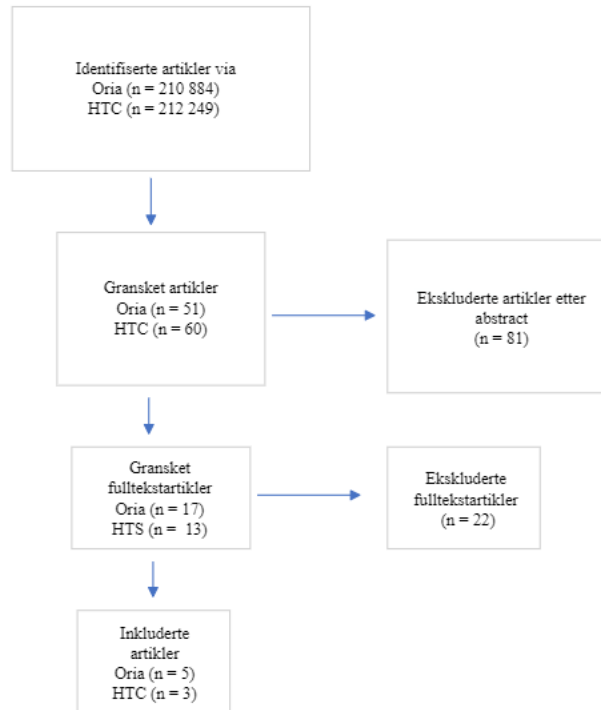 Identifiserte artikler via
Oria (n = 210 884)
HTC (n = 212 249)
Gransket artikler
Oria (n = 51)
HTC (n = 60)
Ekskluderte artikler etter
abstract
(n = 81)
Gransket
fulltekstartikler
Oria (n = 17)
HTS (n =  13)
Ekskluderte
fulltekstartikler
(n = 22)
Inkluderte
artikler
Oria (n = 5)
HTC (n = 3)